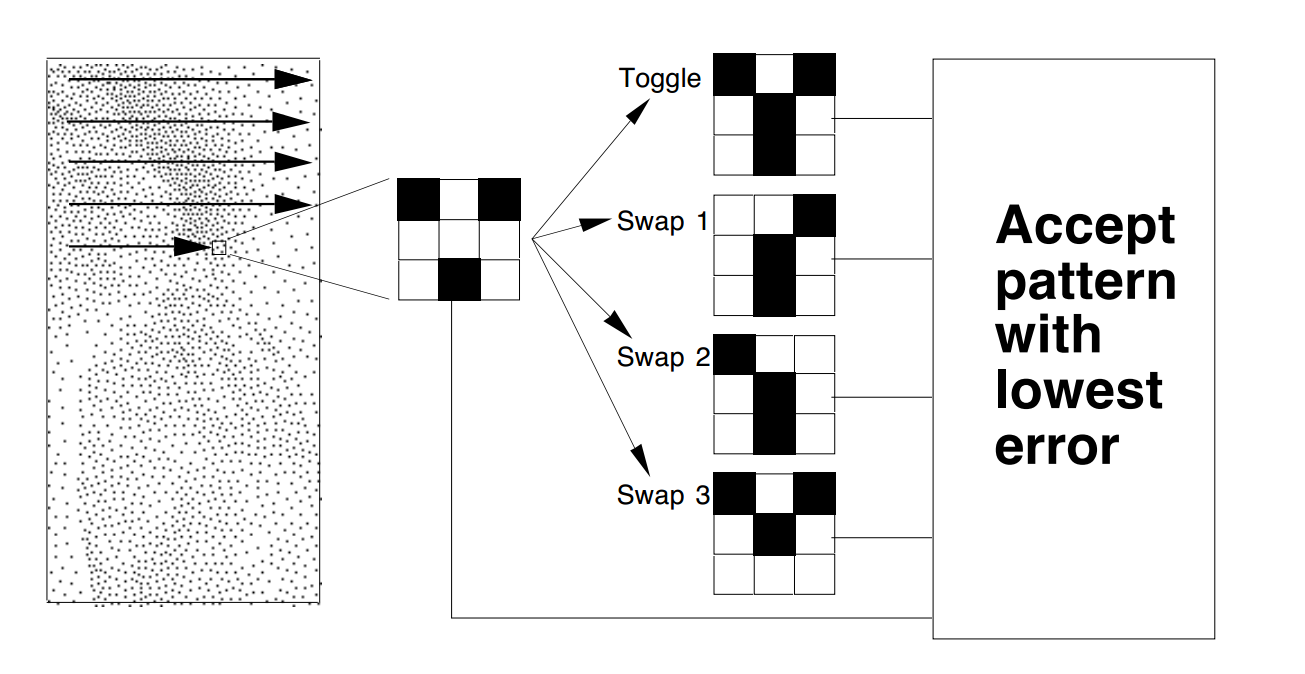 Toggle
Swap 1
Swap 2
Swap 3
Accept
pattern
with
lowest
error